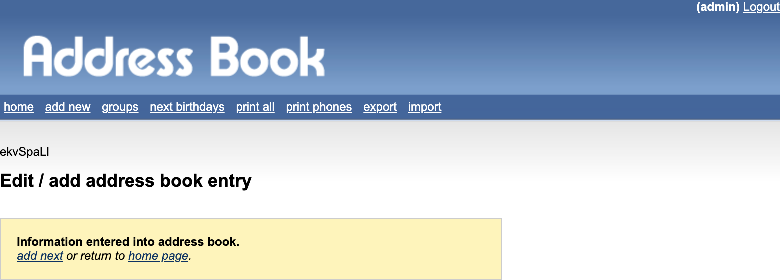 (admin) Logout
Address Book
home add new groups next birthdays print all print phones export import
ekvSpaLI
Edit / add address book entry
Information entered into address book.
add next or return to home page.